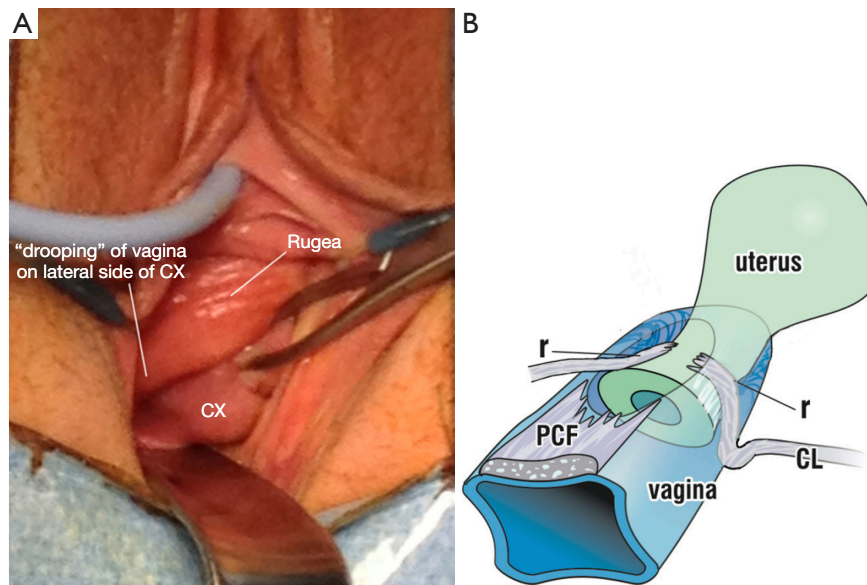 A
"drooping" of vagina
on lateral side of CX
Rugea
CX
B
uterus
r
r
PCF
CL
vagina